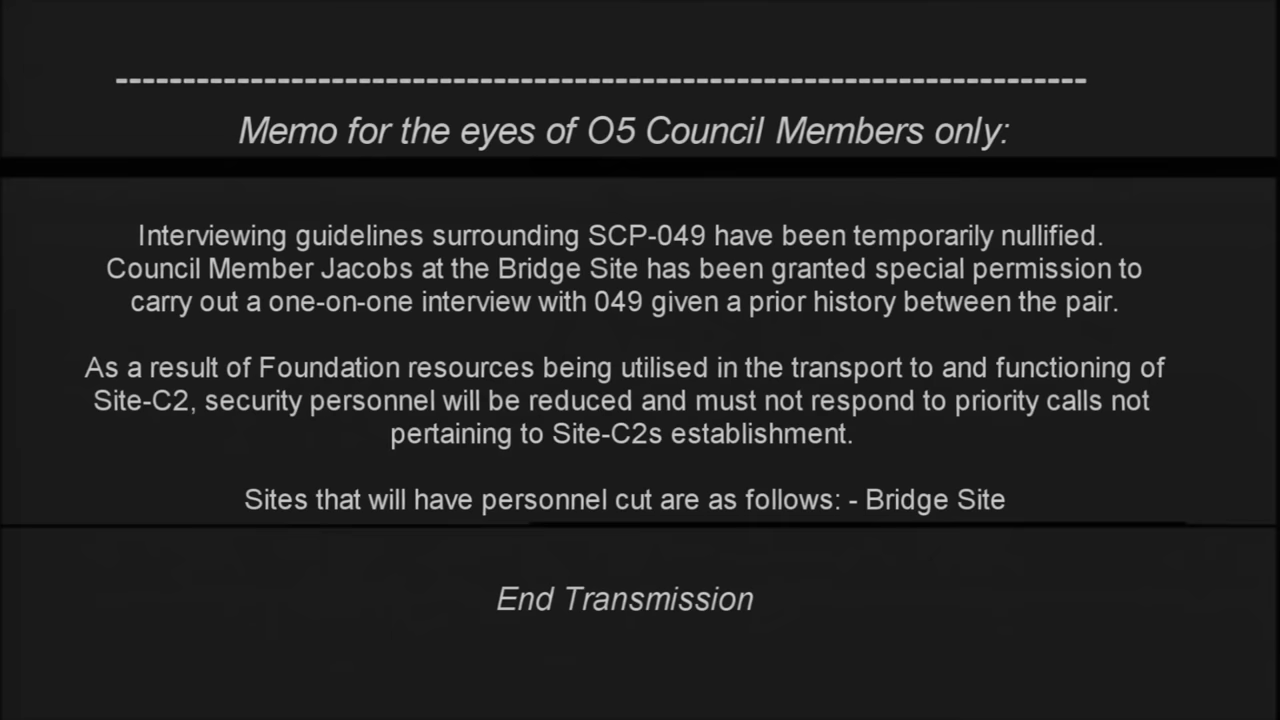 ------------------------------------------------------------------------
Memo for the eyes of O5 Council Members only:
Interviewing guidelines surrounding SCP-049 have been temporarily nullified.
Council Member Jacobs at the Bridge Site has been granted special permission to
carry out a one-on-one interview with 049 given a prior history between the pair.
As a result of Foundation resources being utilised in the transport to and functioning of
Site-C2, security personnel will be reduced and must not respond to priority calls not
pertaining to Site-C2s establishment.
Sites that will have personnel cut are as follows: - Bridge Site
End Transmission